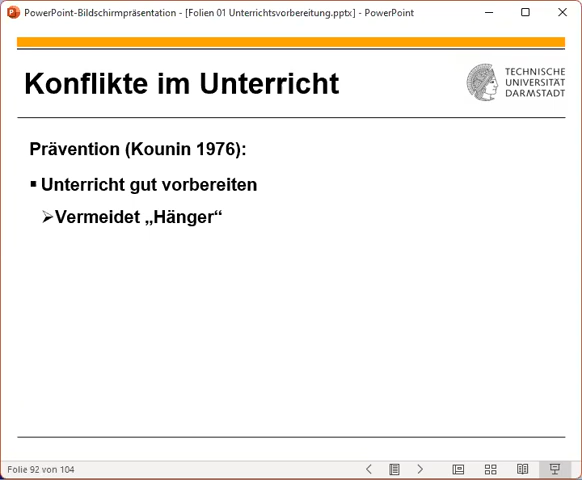 PowerPoint-Bildschirmpräsentation - [Folien 01 Unterrichtsvorbereitung.pptx] - PowerPoint
Konflikte im Unterricht
TECHNISCHE
UNIVERSITÄT
DARMSTADT
Prävention (Kounin 1976):
▪ Unterricht gut vorbereiten
➢Vermeidet „Hänger“
Folie 92 von 104